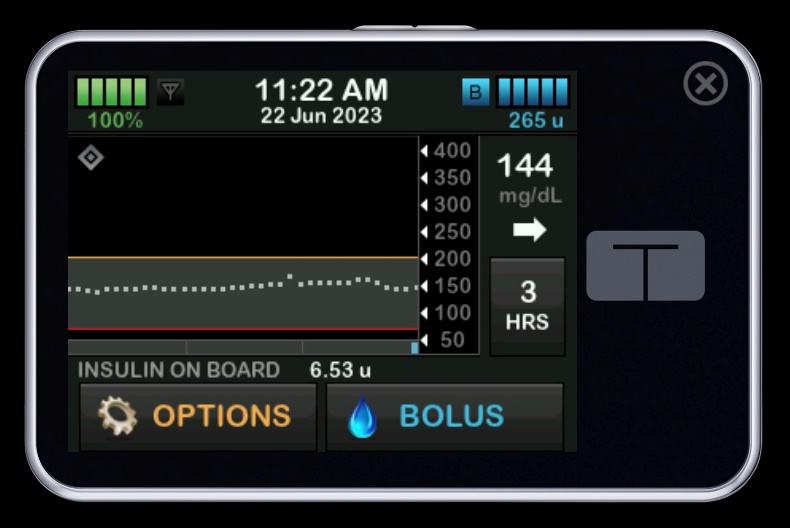 11:22 AM
22 Jun 2023
100%
B
265 u
400
350
300
250
200
150
100
50
144
mg/dL
3
HRS
INSULIN ON BOARD 6.53 u
OPTIONS
BOLUS